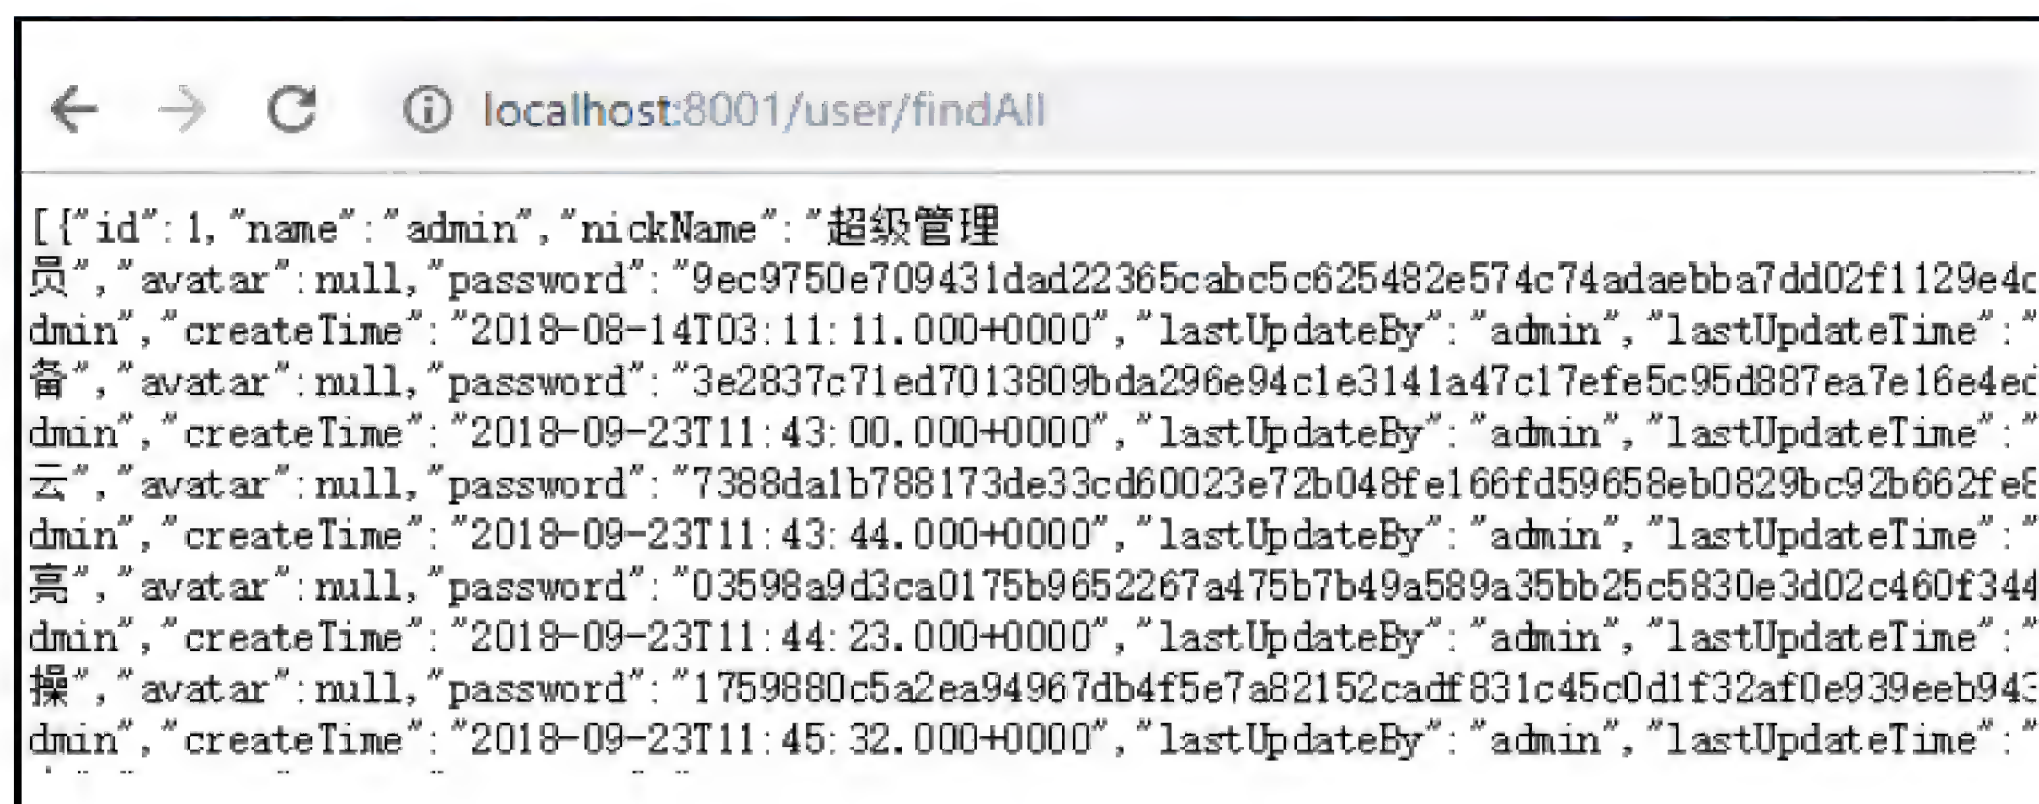 localhost:8001/user/findAll
[{"id":1,"name":"admin","nickName":"超级管理
员","avatar":null,"password":"9ec9750e709431dad22365cabc5c625482e574c74adaebba7dd02f1129e4c
dmin","createTime":"2018-08-14T03:11:11.000+0000","lastUpdateBy":"admin","lastUpdateTime":"
备","avatar":null,"password":"3e2837c71ed7013809bda296e94c1e3141a47c17efe5c95d887ea7e16e4ed
dmin","createTime":"2018-09-23T11:43:00.000+0000","lastUpdateBy":"admin","lastUpdateTime":"
云","avatar":null,"password":"7388da1b788173de33cd60023e72b048fe166fd59658eb0829bc92b662fe8
dmin","createTime":"2018-09-23T11:43:44.000+0000","lastUpdateBy":"admin","lastUpdateTime":"
亮","avatar":null,"password":"03598a9d3ca0175b9652267a475b7b49a589a35bb25c5830e3d02c460f344
dmin","createTime":"2018-09-23T11:44:23.000+0000","lastUpdateBy":"admin","lastUpdateTime":"
操","avatar":null,"password":"1759880c5a2ea94967db4f5e7a82152cadf831c45c0d1f32af0e939eeb943
dmin","createTime":"2018-09-23T11:45:32.000+0000","lastUpdateBy":"admin","lastUpdateTime":"